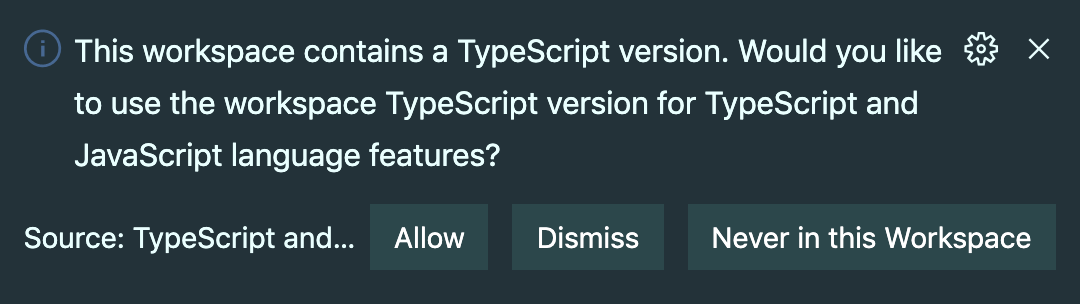 This workspace contains a TypeScript version. Would you like
to use the workspace TypeScript version for TypeScript and
JavaScript language features?
Source: TypeScript and... Allow Dismiss Never in this Workspace